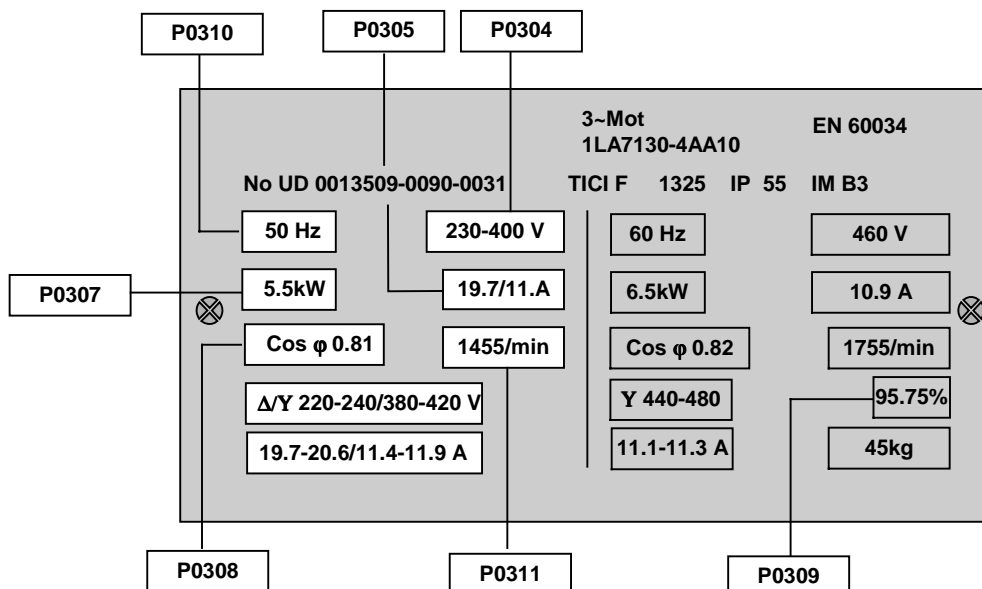 P0310 P0305 P0304
3~Mot EN 60034
1LA7130-4AA10
No UD 0013509-0090-0031 TICI F 1325 IP 55 IM B3
50 Hz 230-400 V 60 Hz 460 V
P0307 5.5kW 19.7/11.A 6.5kW 10.9 A
Cos φ 0.81 1455/min Cos φ 0.82 1755/min
Δ/Y 220-240/380-420 V Y 440-480 95.75%
19.7-20.6/11.4-11.9 A 11.1-11.3 A 45kg
P0308 P0311 P0309